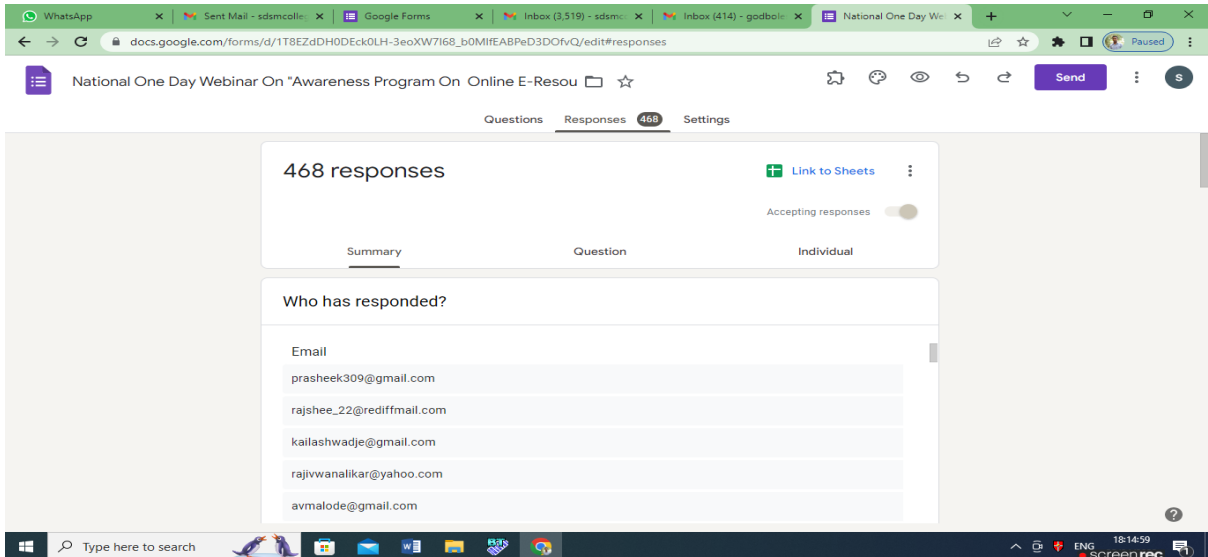 WhatsApp
Sent Mail - sdsmcolle
Google Forms
Inbox (3,519) - sdsmc
Inbox (414) - godbole
National One Day We
docs.google.com/forms/d/1T8EZdDH0DEck0LH-3eoXW7I68_b0MIfEABPeD3DOfvQ/edit#responses
Paused
National One Day Webinar On "Awareness Program On Online E-Resou
Send
S
Questions Responses 468 Settings
468 responses
Link to Sheets
Accepting responses
Summary Question Individual
Who has responded?
Email
prasheek309@gmail.com
rajshee_22@rediffmail.com
kailashwadje@gmail.com
rajivwanalikar@yahoo.com
avmalode@gmail.com
Type here to search
ENG
18:14:59
screenrec